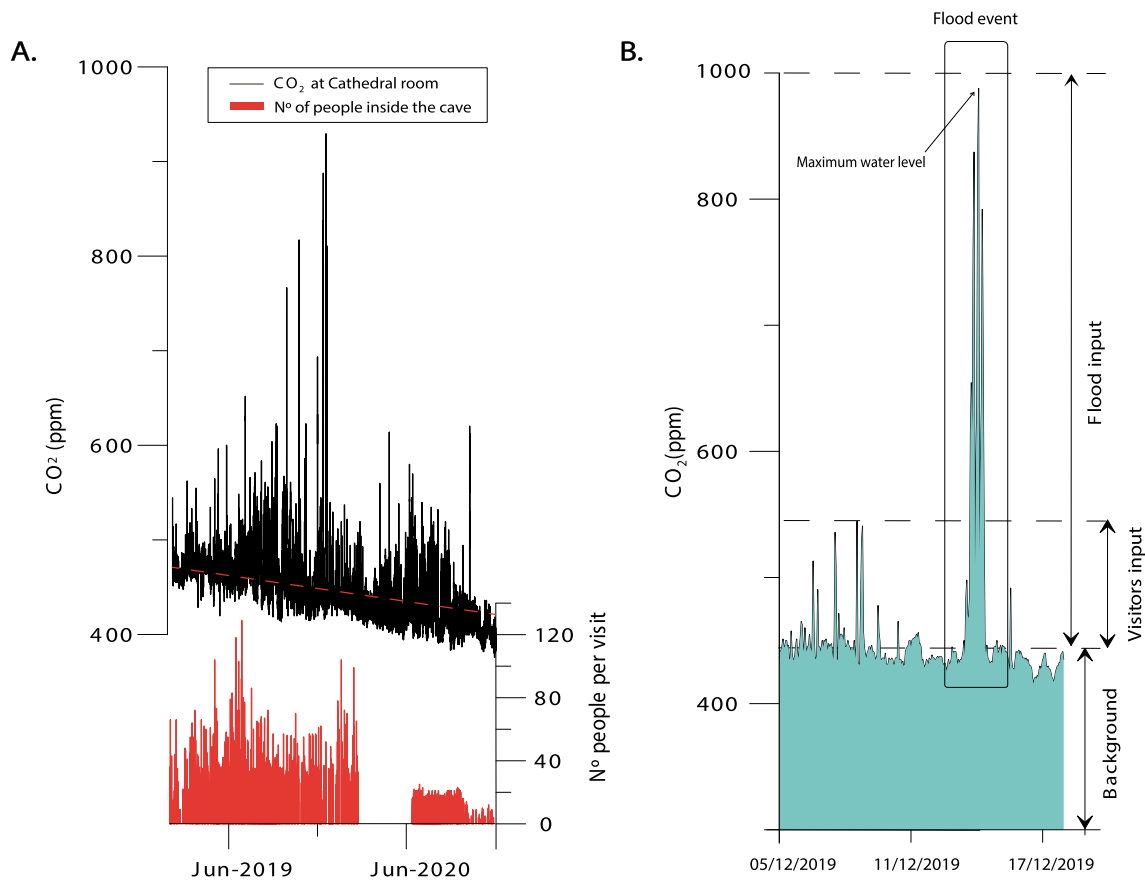 A.
1000
800
600
400
CO² (ppm)
CO₂ at Cathedral room
Nº of people inside the cave
120
80
40
0
Nº people per visit
Jun-2019
Jun-2020
B.
Flood event
1000
800
600
400
CO₂(ppm)
Maximum water level
Flood input
Visitors input
Background
05/12/2019
11/12/2019
17/12/2019